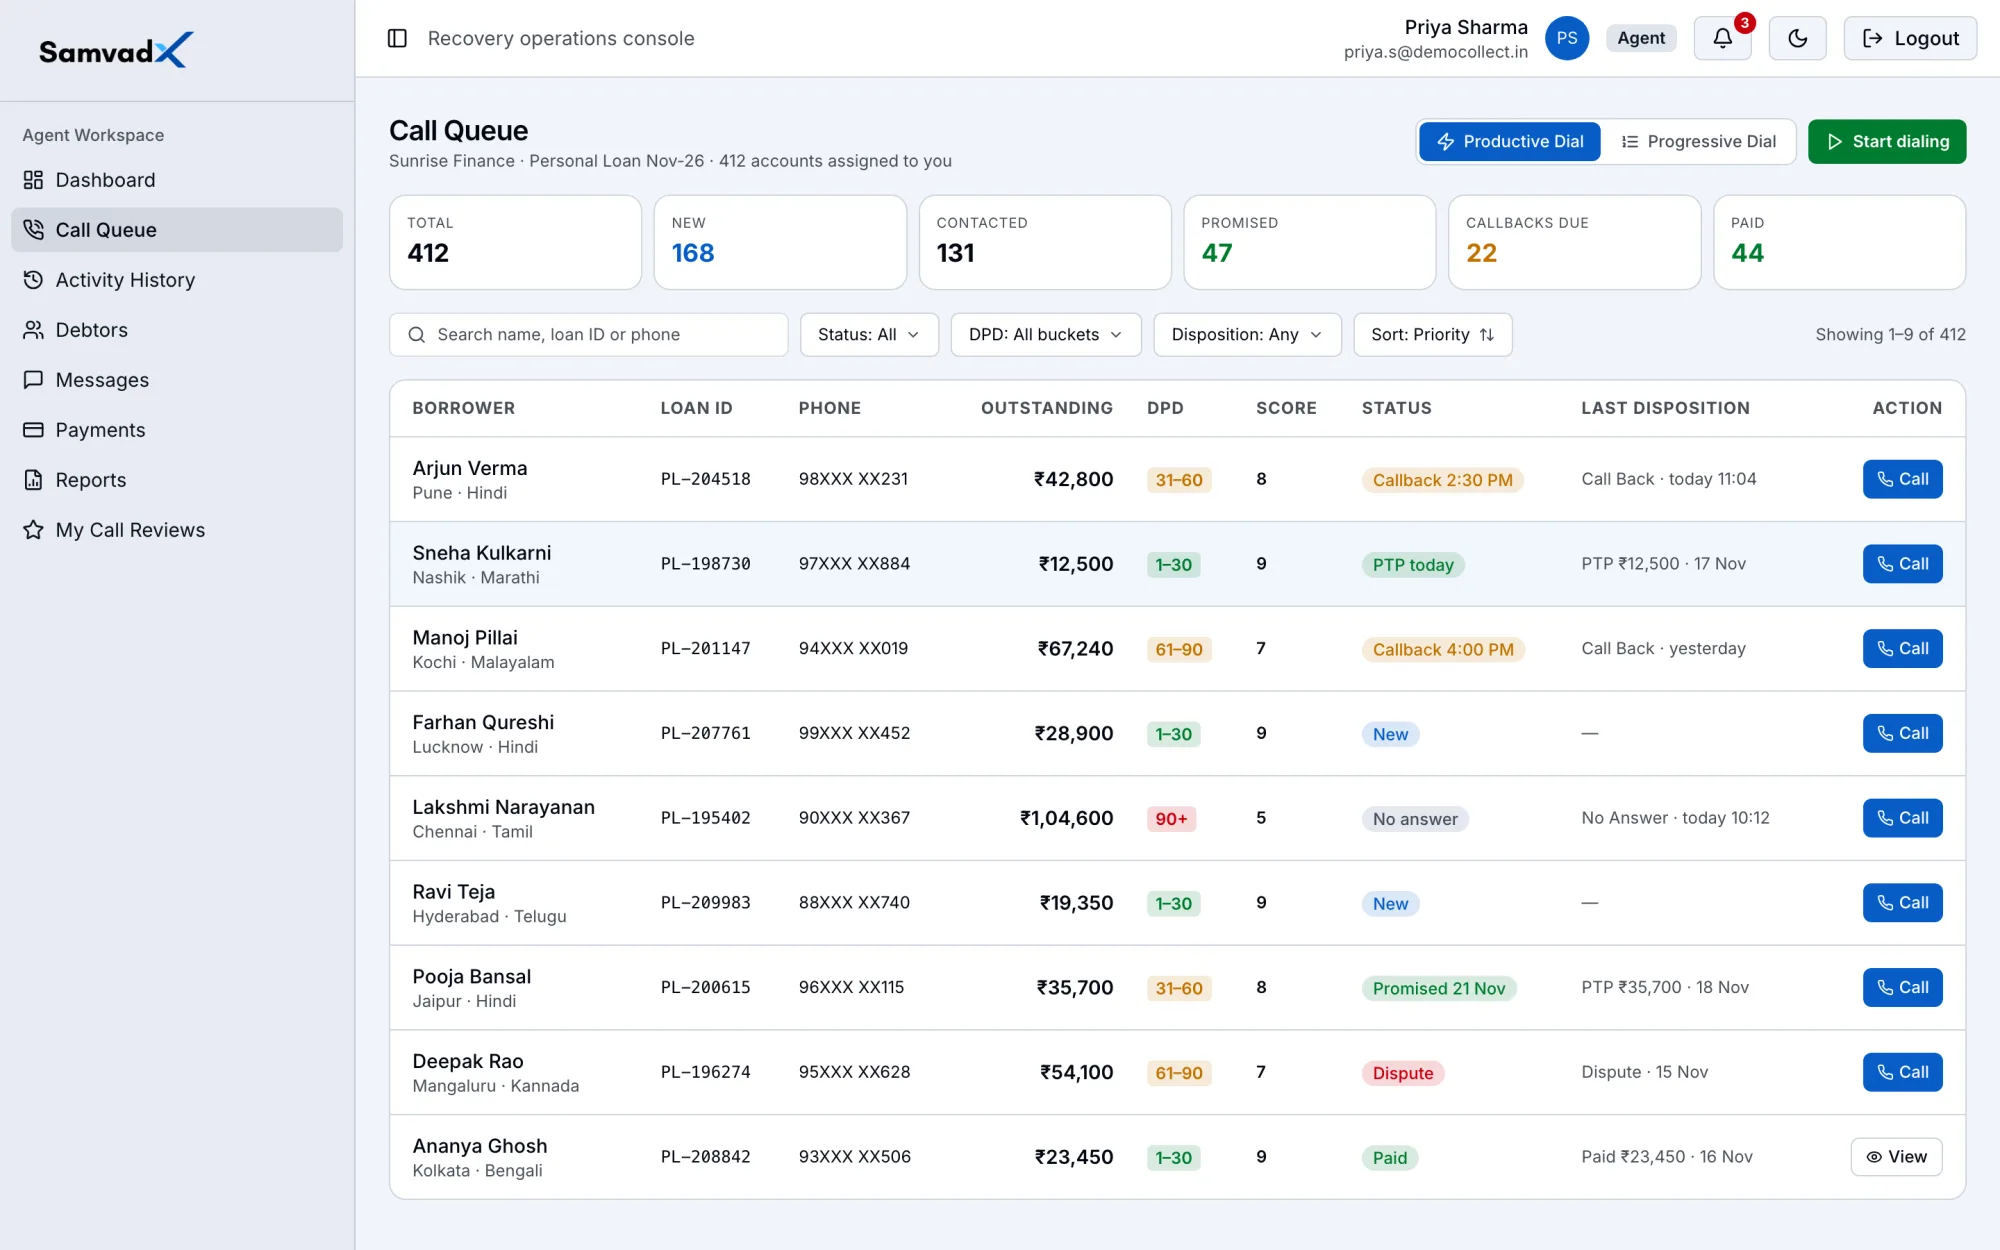 SamvadX
Recovery operations console
Priya Sharma
priya.s@democollect.in
PS
Agent
3
Logout
Agent Workspace
Dashboard
Call Queue
Activity History
Debtors
Messages
Payments
Reports
My Call Reviews
Call Queue
Sunrise Finance · Personal Loan Nov-26 · 412 accounts assigned to you
Productive Dial
Progressive Dial
Start dialing
TOTAL
412
NEW
168
CONTACTED
131
PROMISED
47
CALLBACKS DUE
22
PAID
44
Search name, loan ID or phone
Status: All
DPD: All buckets
Disposition: Any
Sort: Priority
Showing 1–9 of 412
BORROWER LOAN ID PHONE OUTSTANDING DPD SCORE STATUS LAST DISPOSITION ACTION
Arjun Verma
Pune · Hindi
PL-204518 98XXX XX231 ₹42,800 31–60 8 Callback 2:30 PM Call Back · today 11:04 Call
Sneha Kulkarni
Nashik · Marathi
PL-198730 97XXX XX884 ₹12,500 1–30 9 PTP today PTP ₹12,500 · 17 Nov Call
Manoj Pillai
Kochi · Malayalam
PL-201147 94XXX XX019 ₹67,240 61–90 7 Callback 4:00 PM Call Back · yesterday Call
Farhan Qureshi
Lucknow · Hindi
PL-207761 99XXX XX452 ₹28,900 1–30 9 New — Call
Lakshmi Narayanan
Chennai · Tamil
PL-195402 90XXX XX367 ₹1,04,600 90+ 5 No answer No Answer · today 10:12 Call
Ravi Teja
Hyderabad · Telugu
PL-209983 88XXX XX740 ₹19,350 1–30 9 New — Call
Pooja Bansal
Jaipur · Hindi
PL-200615 96XXX XX115 ₹35,700 31–60 8 Promised 21 Nov PTP ₹35,700 · 18 Nov Call
Deepak Rao
Mangaluru · Kannada
PL-196274 95XXX XX628 ₹54,100 61–90 7 Dispute Dispute · 15 Nov Call
Ananya Ghosh
Kolkata · Bengali
PL-208842 93XXX XX506 ₹23,450 1–30 9 Paid Paid ₹23,450 · 16 Nov View